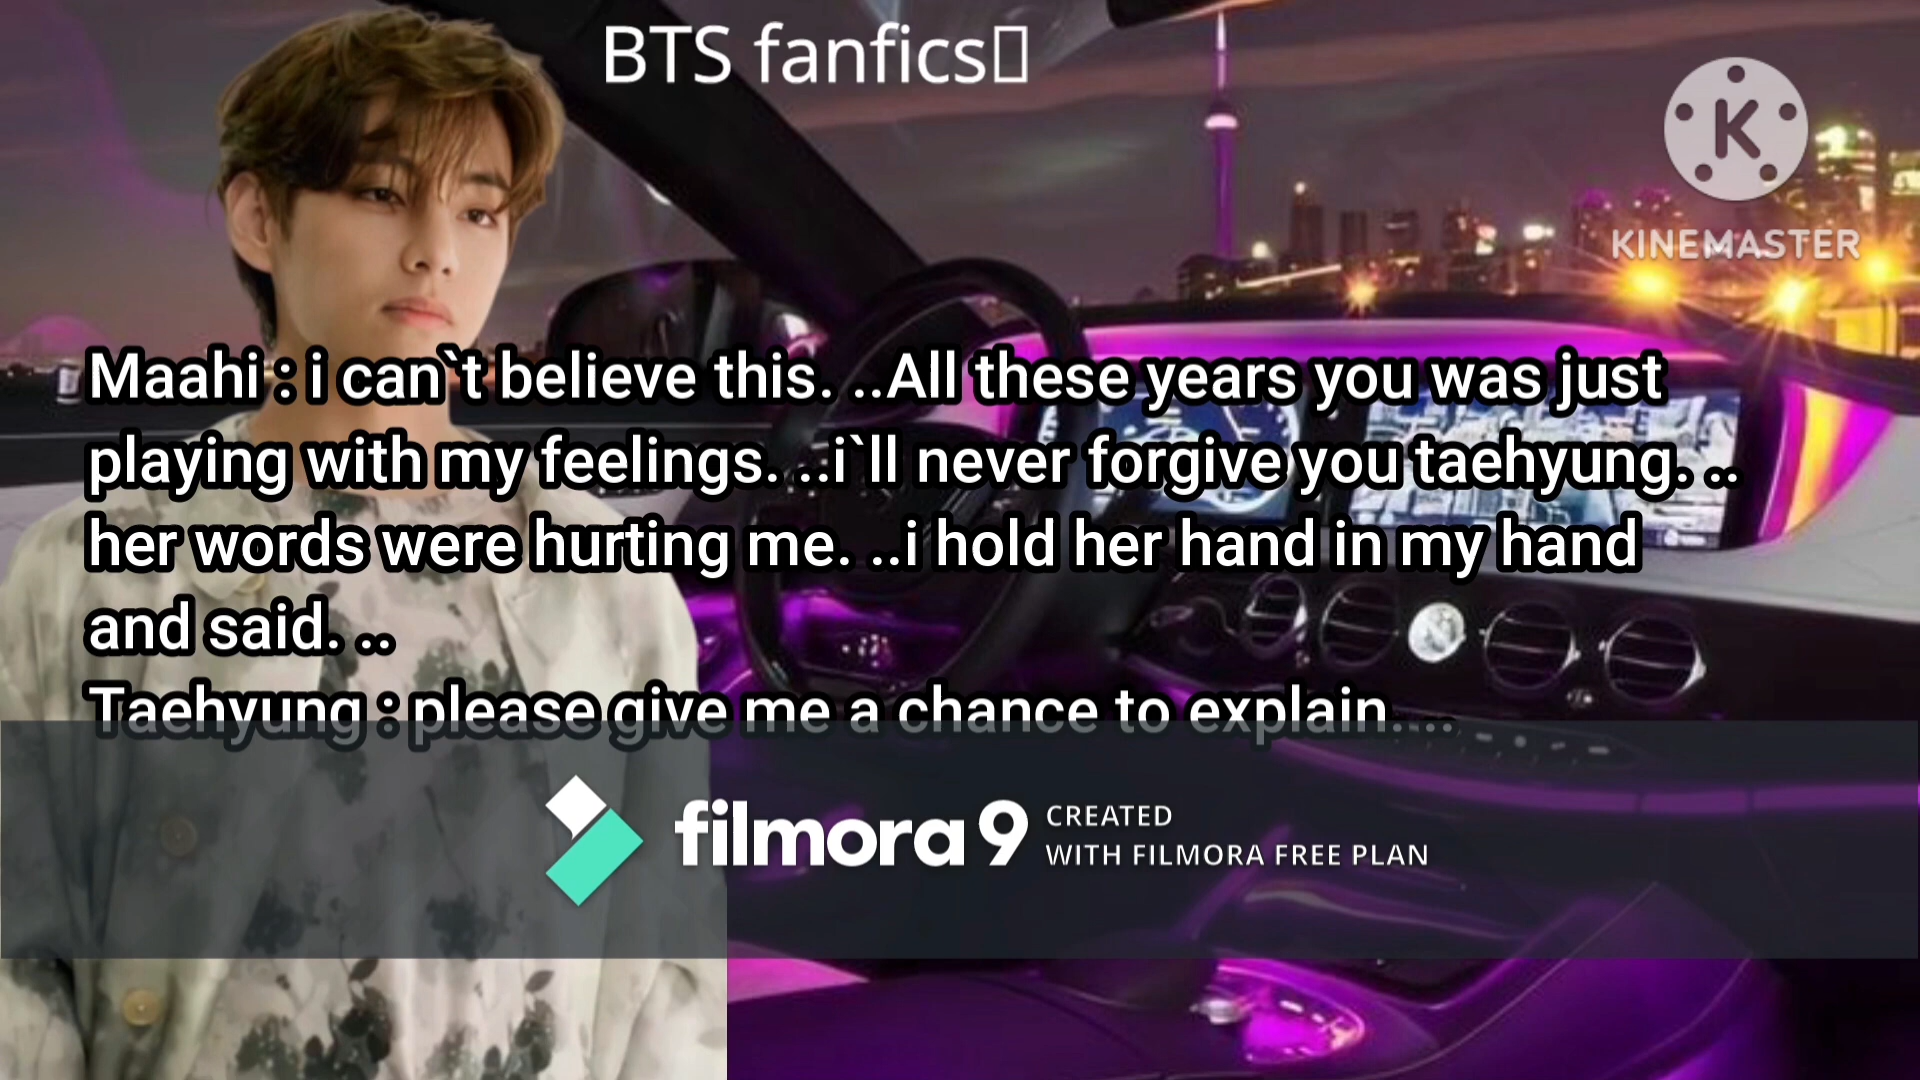 BTS fanfics
K
KINEMASTER
Maahi : i can`t believe this. ..All these years you was just
playing with my feelings. ..i`ll never forgive you taehyung. ..
her words were hurting me. ..i hold her hand in my hand
and said. ..
Taehyung : please give me a chance to explain. ..
filmora 9 CREATED
WITH FILMORA FREE PLAN